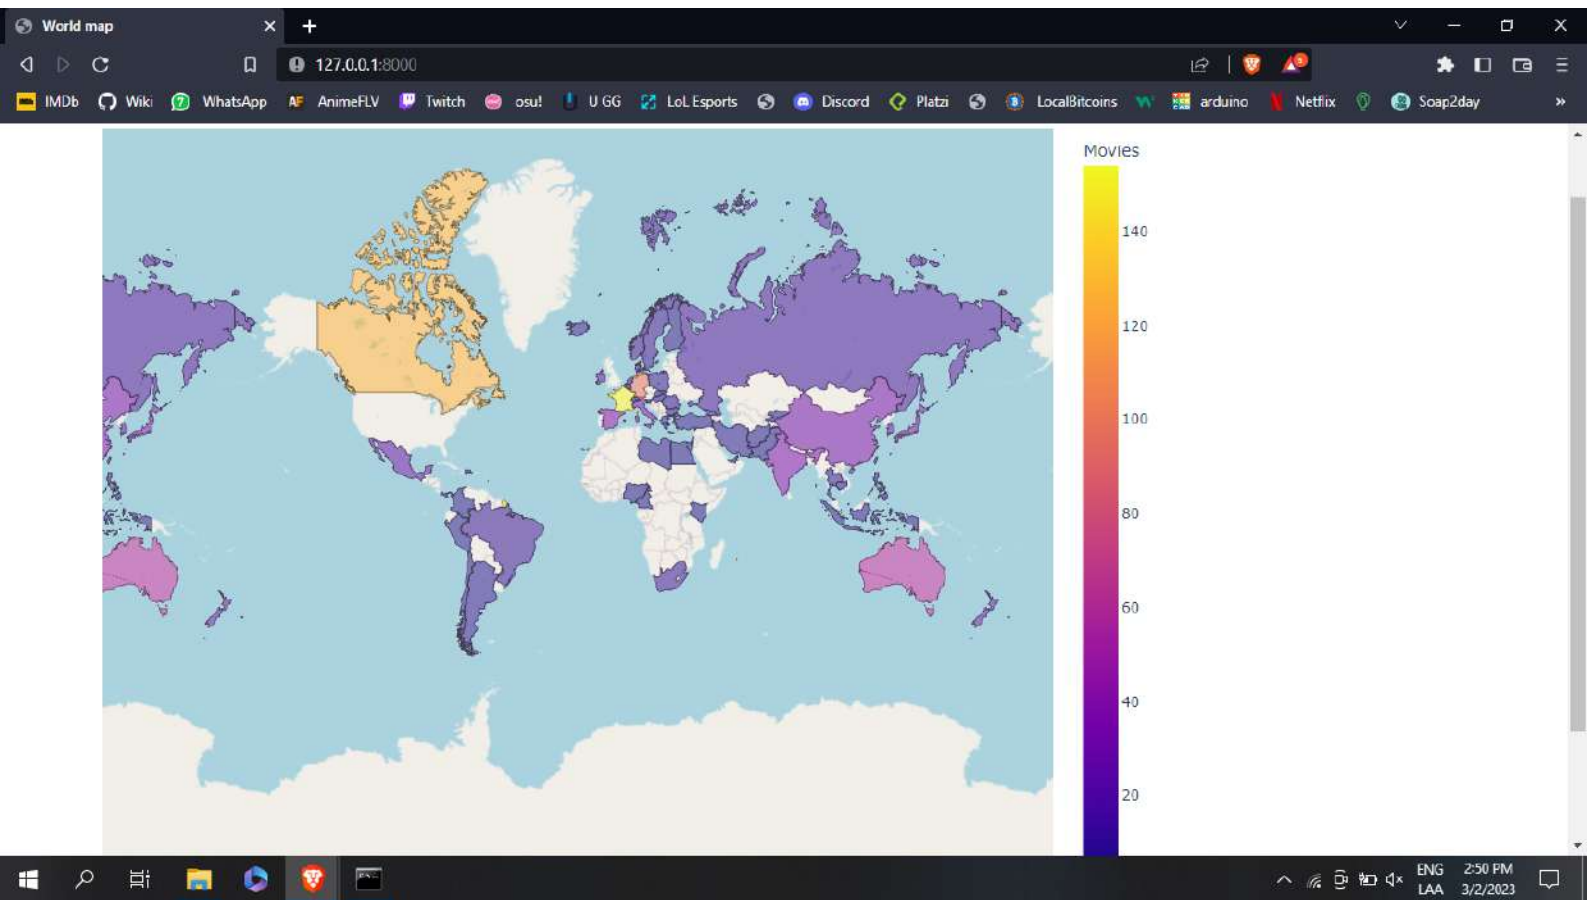 World map
127.0.0.1:8000
IMDb Wiki WhatsApp AF AnimeFLV Twitch osu! U GG LoL Esports Discord Platzi LocalBitcoins arduino Netflix Soap2day »
Movies
140
120
100
80
60
40
20
ENG 2:50 PM
LAA 3/2/2023